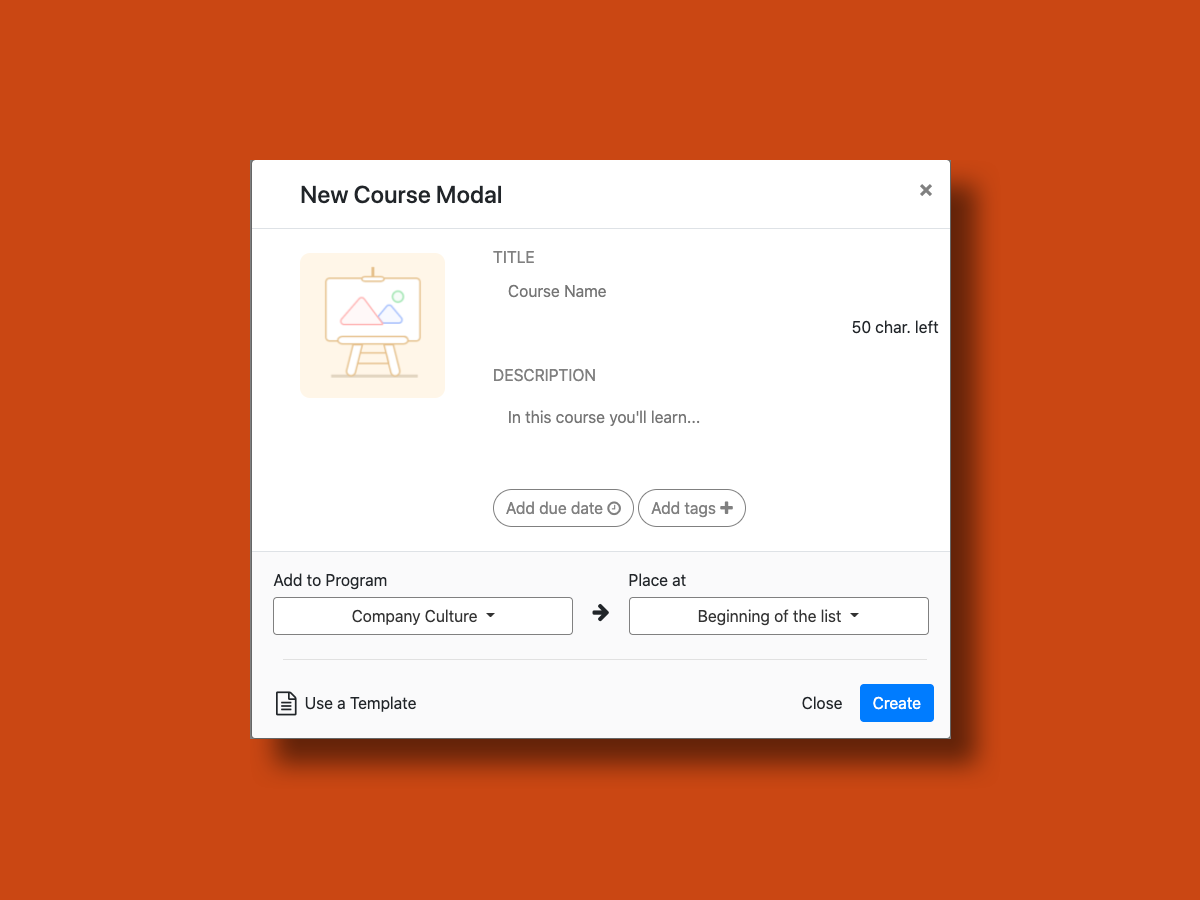 New Course Modal
TITLE
Course Name
50 char. left
DESCRIPTION
In this course you'll learn...
Add due date
Add tags
Add to Program
Place at
Company Culture
Beginning of the list
Use a Template
Close
Create